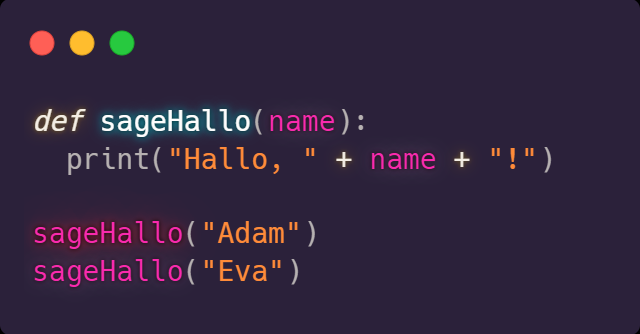 def sageHallo(name):
  print("Hallo, " + name + "!")
sageHallo("Adam")
sageHallo("Eva")